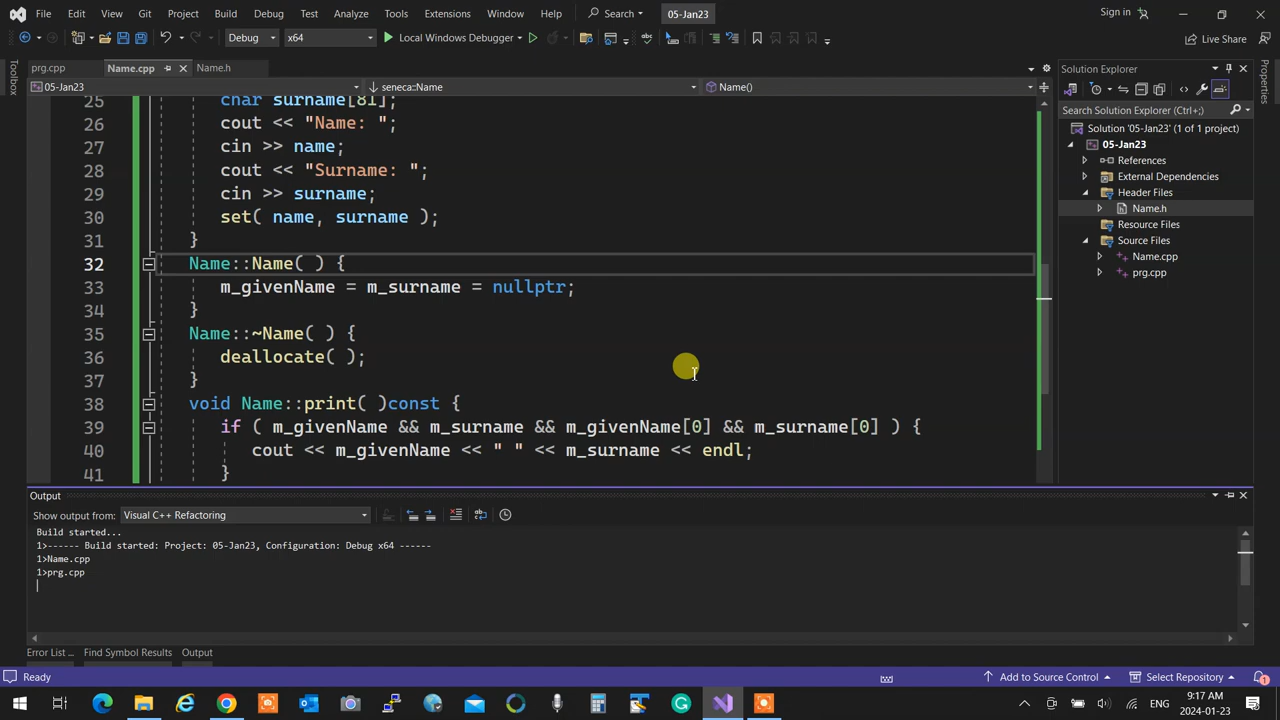 File Edit View Git Project Build Debug Test Analyze Tools Extensions Window Help Search 05-Jan23 Sign in
Debug x64 Local Windows Debugger Live Share
prg.cpp Name.cpp Name.h
05-Jan23 seneca::Name Name()
25 char surname[81];
26 cout << "Name: ";
27 cin >> name;
28 cout << "Surname: ";
29 cin >> surname;
30 set( name, surname );
31 }
32 Name::Name( ) {
33 m_givenName = m_surname = nullptr;
34 }
35 Name::~Name( ) {
36 deallocate( );
37 }
38 void Name::print( )const {
39 if ( m_givenName && m_surname && m_givenName[0] && m_surname[0] ) {
40 cout << m_givenName << " " << m_surname << endl;
41 }
Toolbox
Properties
Solution Explorer
Search Solution Explorer (Ctrl+;)
Solution '05-Jan23' (1 of 1 project)
05-Jan23
References
External Dependencies
Header Files
Name.h
Resource Files
Source Files
Name.cpp
prg.cpp
Output
Show output from: Visual C++ Refactoring
Build started...
1>------ Build started: Project: 05-Jan23, Configuration: Debug x64 ------
1>Name.cpp
1>prg.cpp
Error List ... Find Symbol Results Output
Ready Add to Source Control Select Repository 1
ENG 9:17 AM
2024-01-23 1